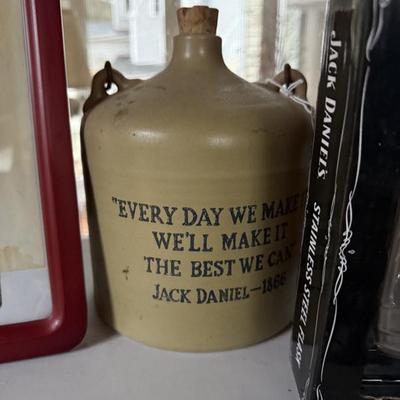 "EVERY DAY WE MAKE
WE'LL MAKE IT
THE BEST WE CAN"
JACK DANIEL-1866
JACK DANIEL'S
STAINLESS STEEL FLASK